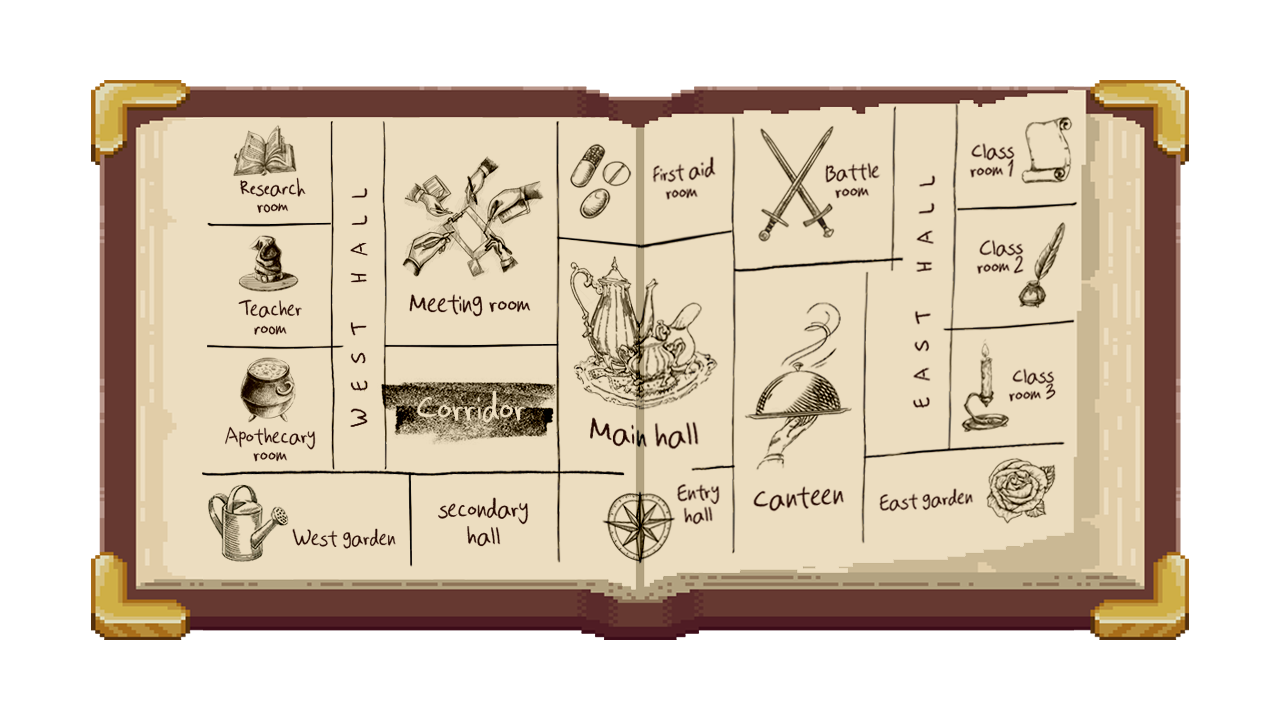 Research
room
Teacher
room
Apothecary
room
WEST HALL
Meeting room
Corridor
West garden
secondary
hall
First aid
room
Main hall
Entry
hall
Battle
room
Canteen
EAST HALL
Class
room 1
Class
room 2
Class
room 3
East garden